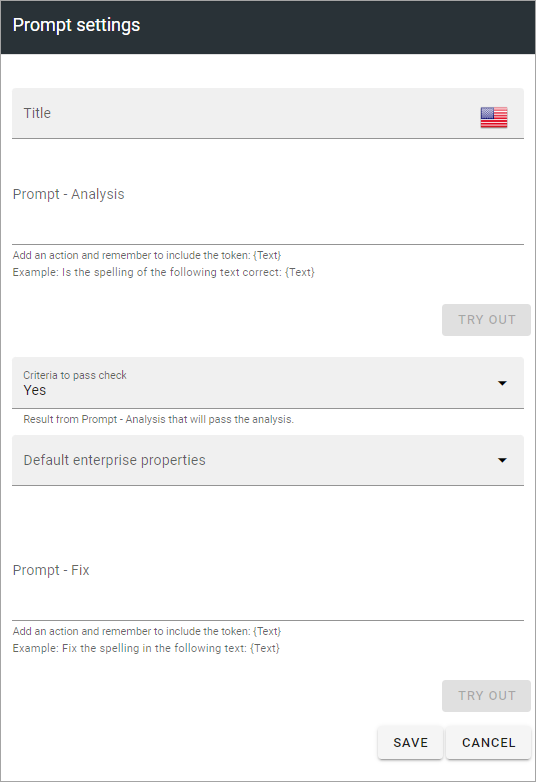 Prompt settings
Title
Prompt - Analysis
Add an action and remember to include the token: {Text}
Example: Is the spelling of the following text correct: {Text}
TRY OUT
Criteria to pass check
Yes
Result from Prompt - Analysis that will pass the analysis.
Default enterprise properties
Prompt - Fix
Add an action and remember to include the token: {Text}
Example: Fix the spelling in the following text: {Text}
TRY OUT
SAVE CANCEL